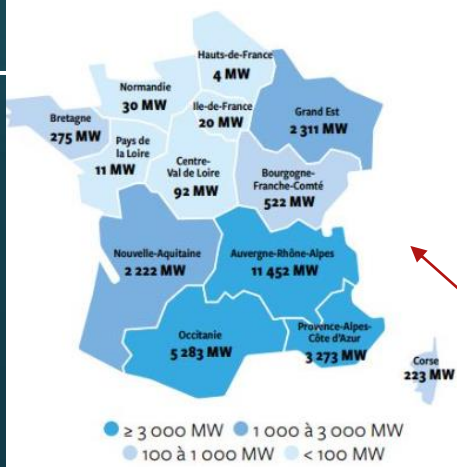 Hauts-de-France
4 MW
Normandie
30 MW
Ile-de-France
20 MW
Grand Est
2 311 MW
Bretagne
275 MW
Pays de
la Loire
11 MW
Centre-
Val de Loire
92 MW
Bourgogne-
Franche-Comté
522 MW
Nouvelle-Aquitaine
2 222 MW
Auvergne-Rhône-Alpes
11 452 MW
Occitanie
5 283 MW
Provence-Alpes-
Côte d'Azur
3 273 MW
Corse
223 MW
≥ 3 000 MW 1 000 à 3 000 MW
100 à 1 000 MW < 100 MW